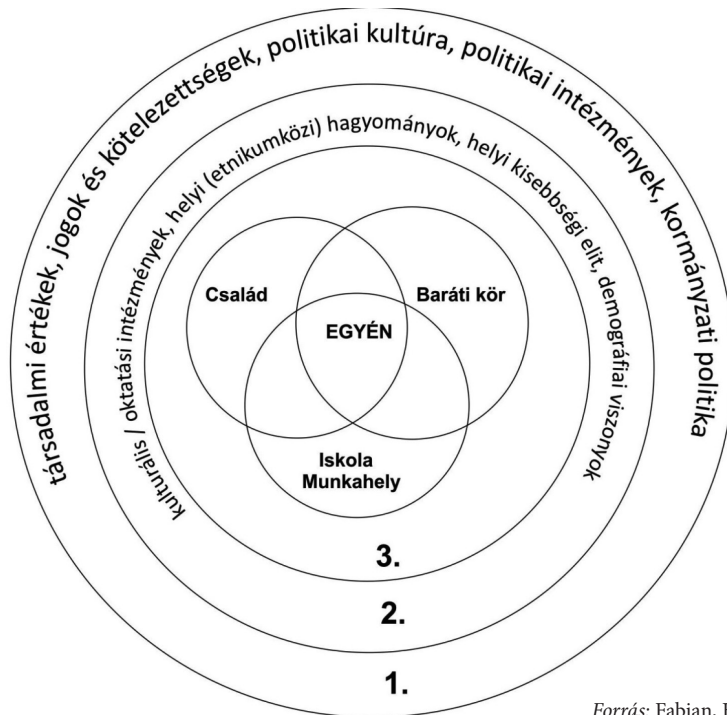 társadalmi értékek, jogok és kötelezettségek, politikai kultúra, politikai intézmények, kormányzati politika
kulturális / oktatási intézmények, helyi (etnikumközi) hagyományok, helyi kisebbségi elit, demográfiai viszonyok
Család
Baráti kör
EGYÉN
Iskola
Munkahely
3.
2.
1.
Forrás: Fabian,